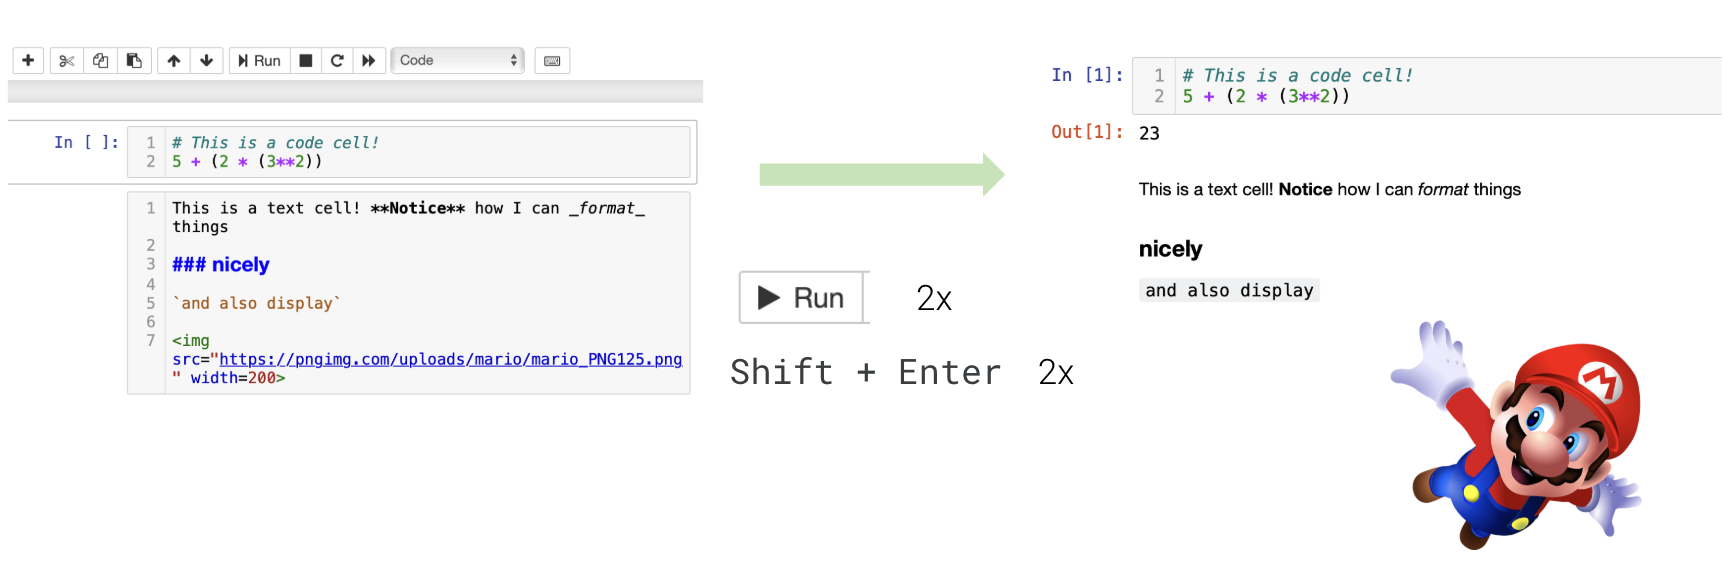 Run Code
In [ ]:
1 # This is a code cell!
2 5 + (2 * (3**2))
1 This is a text cell! **Notice** how I can _format_
things
2
3 ### nicely
4
5 `and also display`
6
7 <img
src="https://pngimg.com/uploads/mario/mario_PNG125.png
" width=200>
Run 2x
Shift + Enter 2x
In [1]:
1 # This is a code cell!
2 5 + (2 * (3**2))
Out[1]: 23
This is a text cell! Notice how I can format things
nicely
and also display
M